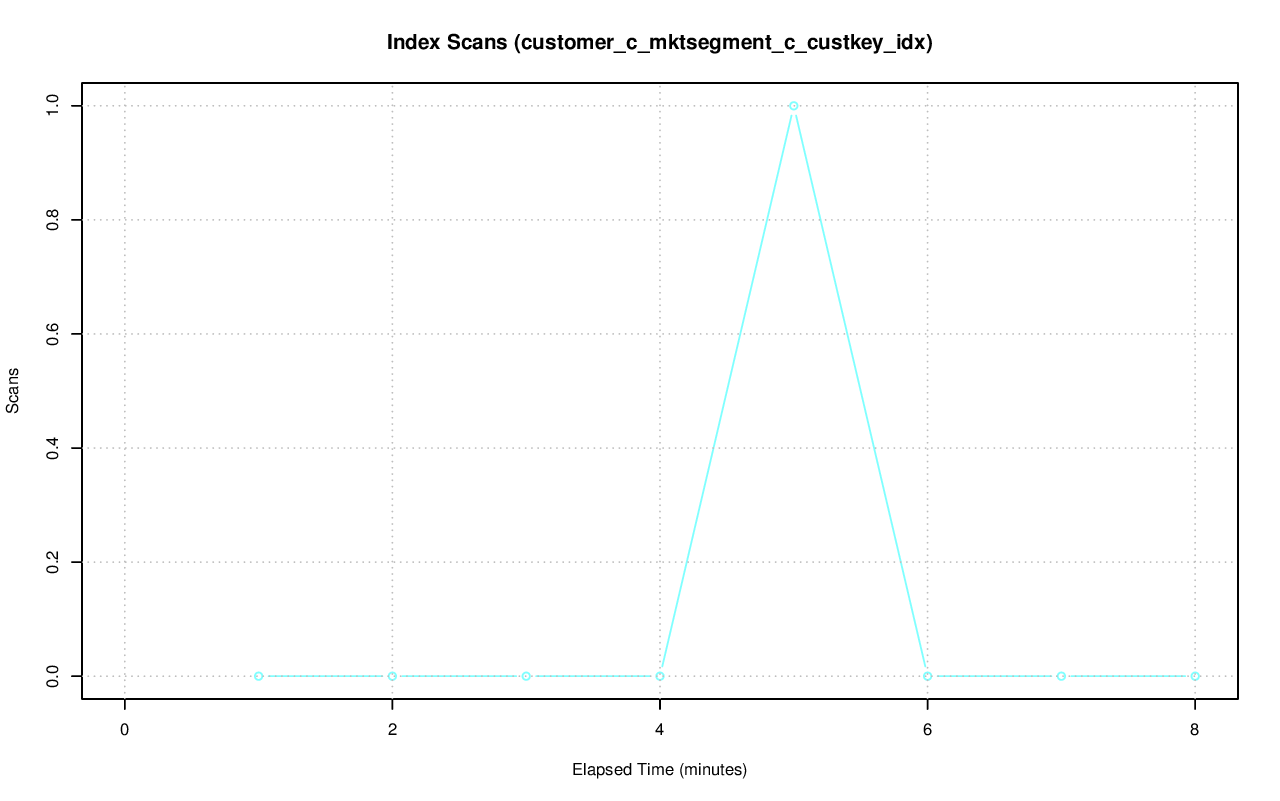 Index Scans (customer_c_mktsegment_c_custkey_idx)
1.0
0.8
0.6
0.4
0.2
0.0
Scans
0 2 4 6 8
Elapsed Time (minutes)